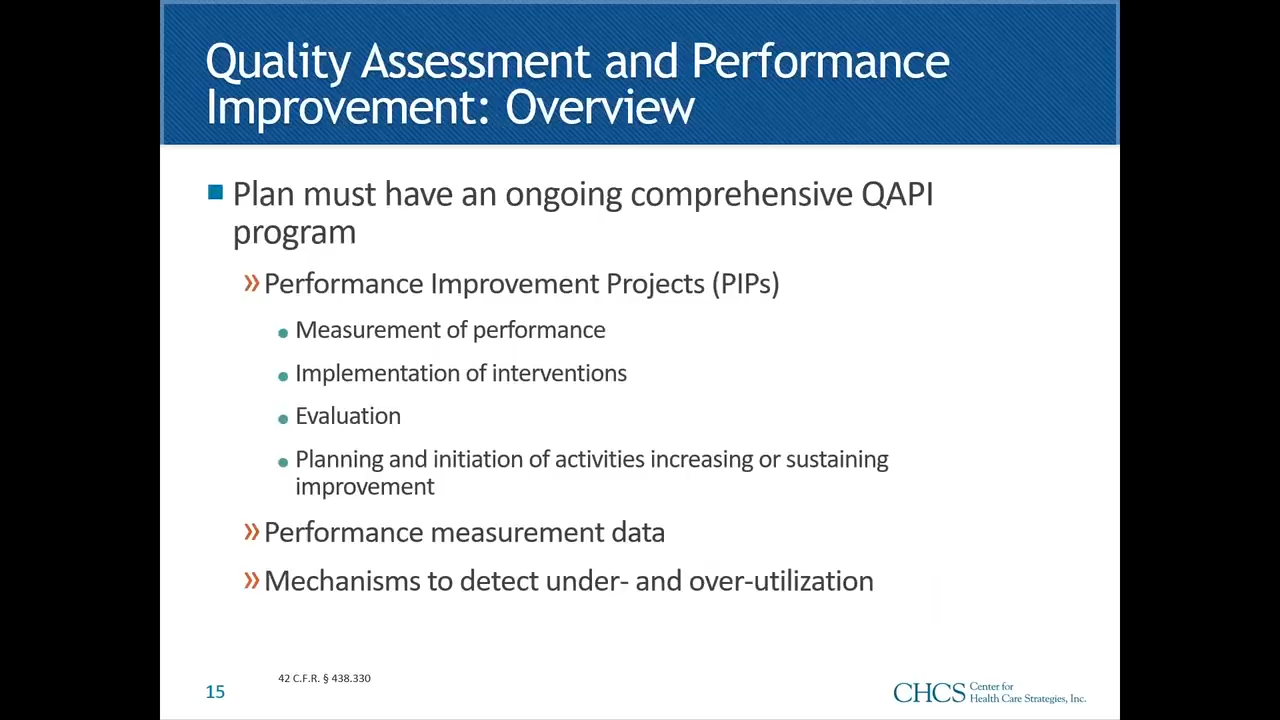 Quality Assessment and Performance
Improvement: Overview
Plan must have an ongoing comprehensive QAPI
program
»Performance Improvement Projects (PIPs)
Measurement of performance
Implementation of interventions
Evaluation
Planning and initiation of activities increasing or sustaining
improvement
»Performance measurement data
»Mechanisms to detect under- and over-utilization
42 C.F.R. § 438.330
15
CHCS Center for
Health Care Strategies, Inc.